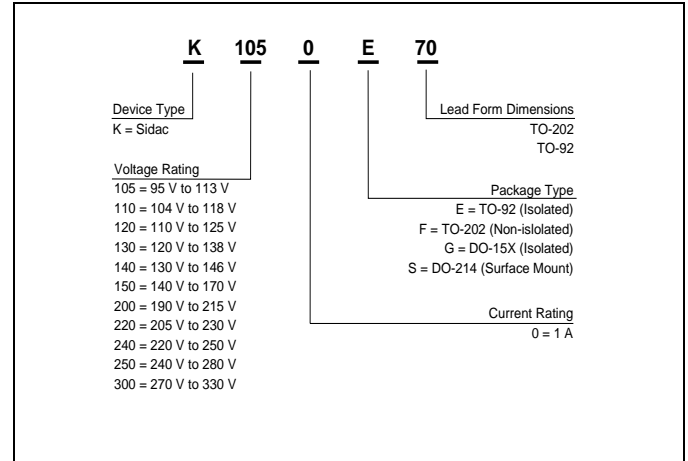 K 105 0 E 70
Device Type
K = Sidac
Voltage Rating
105 = 95 V to 113 V
110 = 104 V to 118 V
120 = 110 V to 125 V
130 = 120 V to 138 V
140 = 130 V to 146 V
150 = 140 V to 170 V
200 = 190 V to 215 V
220 = 205 V to 230 V
240 = 220 V to 250 V
250 = 240 V to 280 V
300 = 270 V to 330 V
Lead Form Dimensions
TO-202
TO-92
Package Type
E = TO-92 (Isolated)
F = TO-202 (Non-islolated)
G = DO-15X (Isolated)
S = DO-214 (Surface Mount)
Current Rating
0 = 1 A